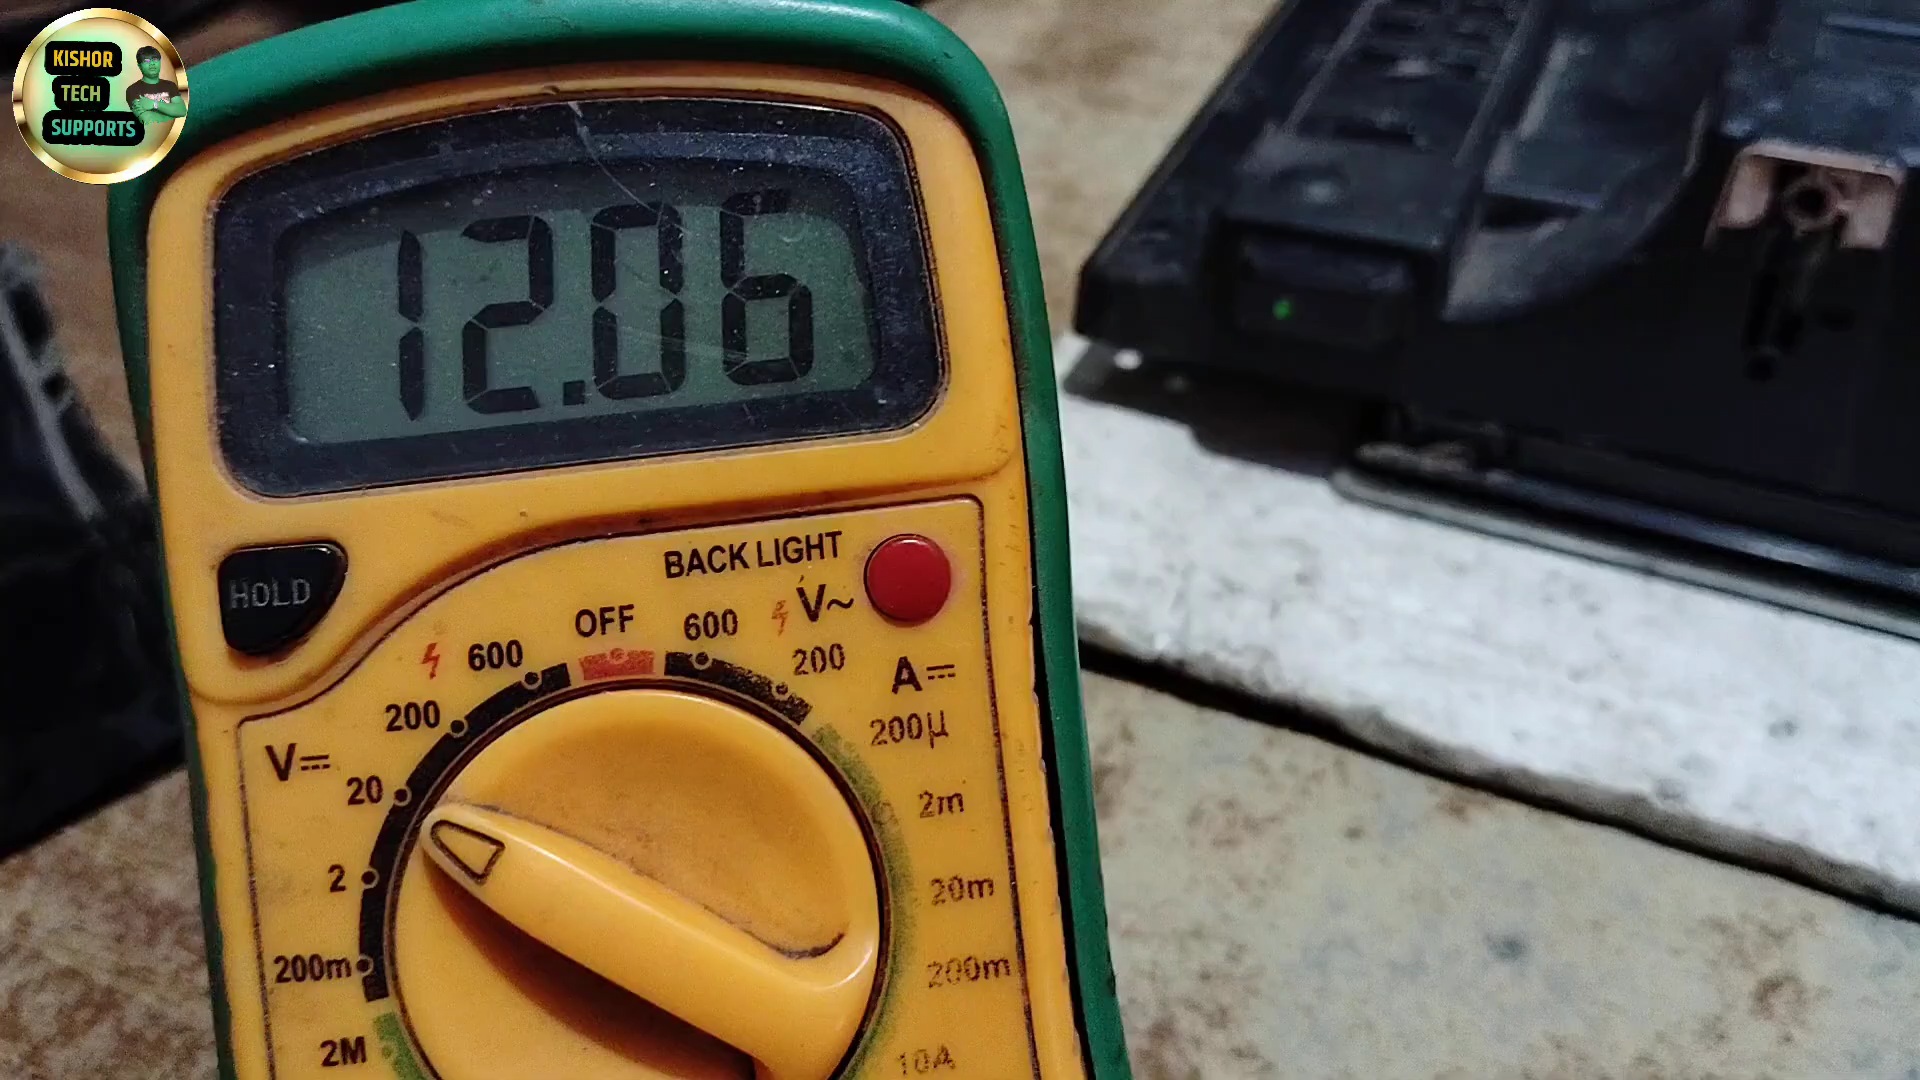 KISHOR
TECH
SUPPORTS
12.06
HOLD
BACK LIGHT
OFF
600
600
V~
200
200
A⎓
V⎓
200µ
20
2m
2
20m
200m
200m
2M
10A